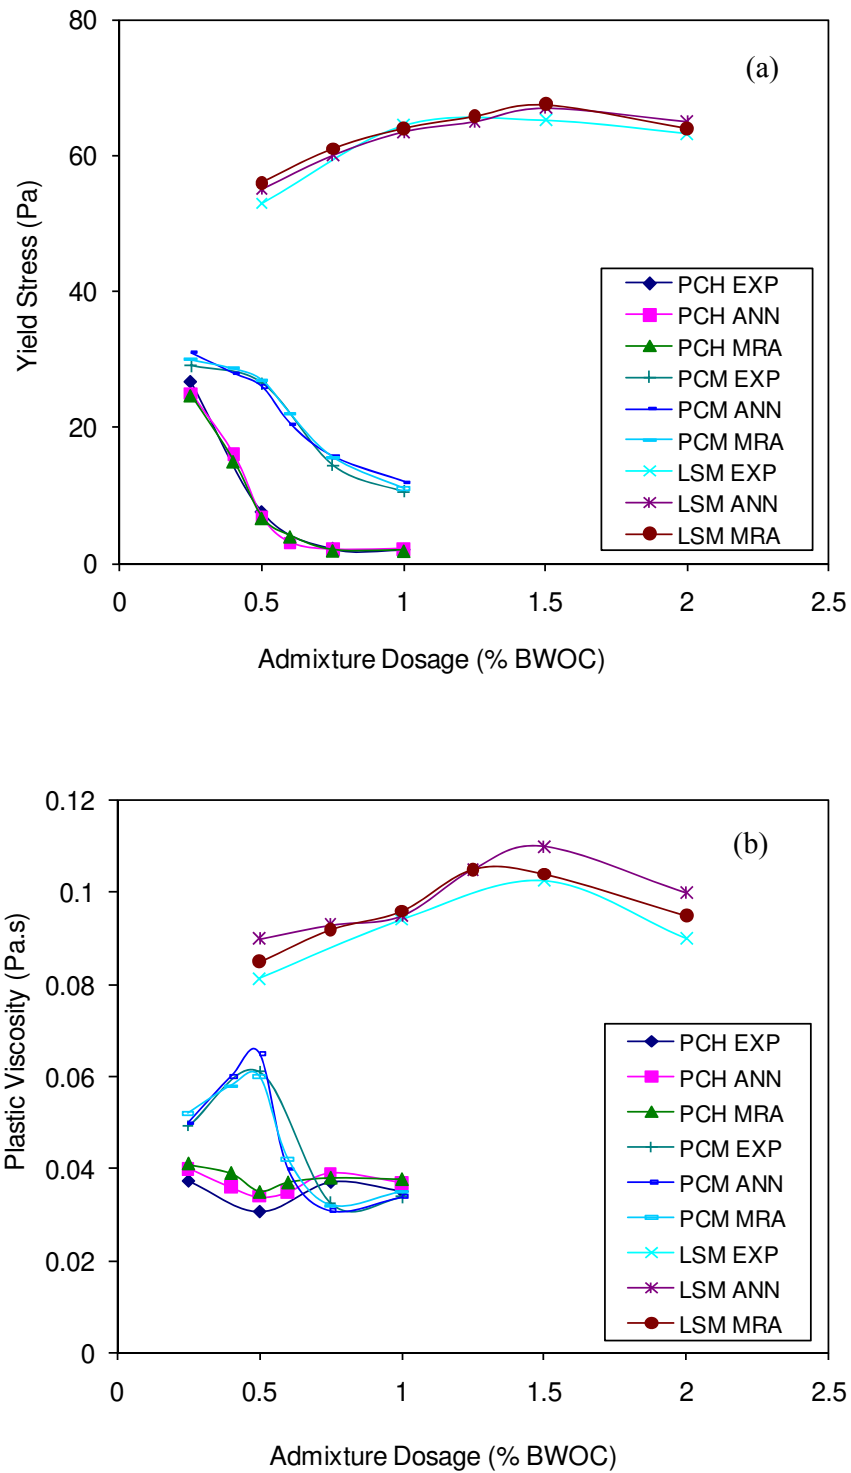 80
(a)
60
Yield Stress (Pa)
40
PCH EXP
PCH ANN
PCH MRA
PCM EXP
PCM ANN
PCM MRA
LSM EXP
LSM ANN
LSM MRA
20
0
0 0.5 1 1.5 2 2.5
Admixture Dosage (% BWOC)
0.12
(b)
0.1
Plastic Viscosity (Pa.s)
0.08
PCH EXP
PCH ANN
PCH MRA
PCM EXP
PCM ANN
PCM MRA
LSM EXP
LSM ANN
LSM MRA
0.06
0.04
0.02
0
0 0.5 1 1.5 2 2.5
Admixture Dosage (% BWOC)